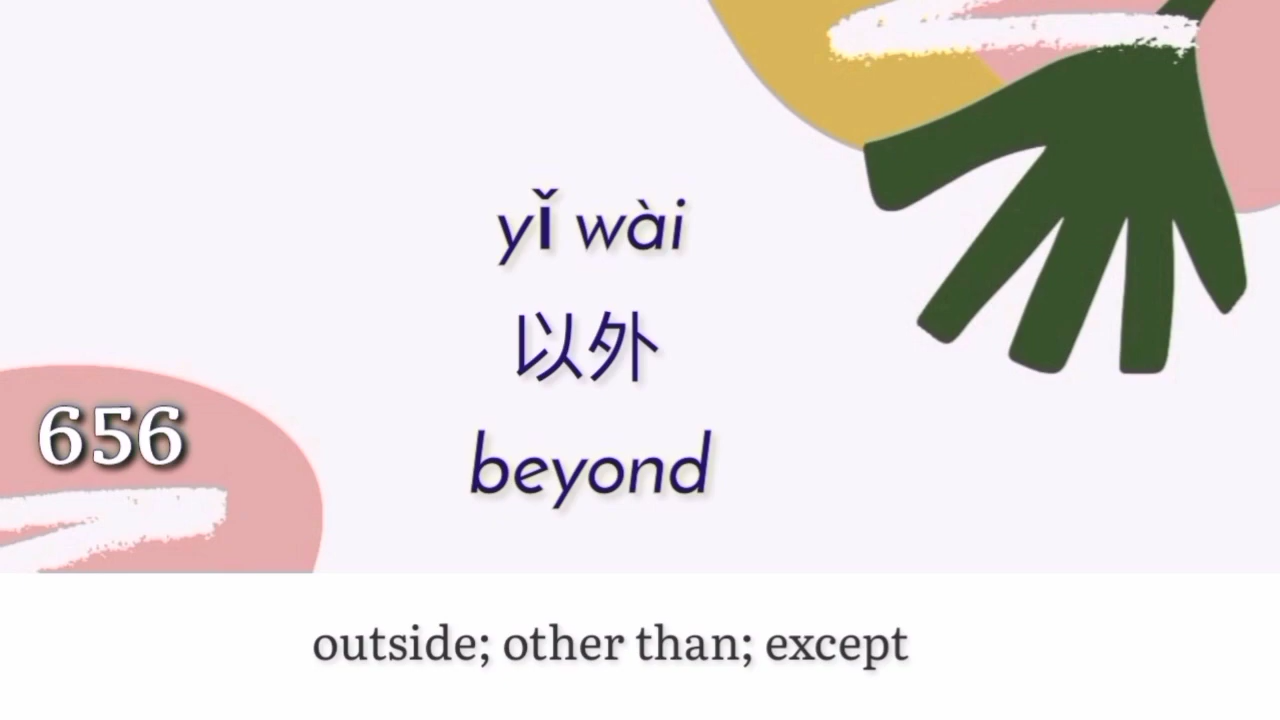 yǐ wài
以外
beyond
656
outside; other than; except